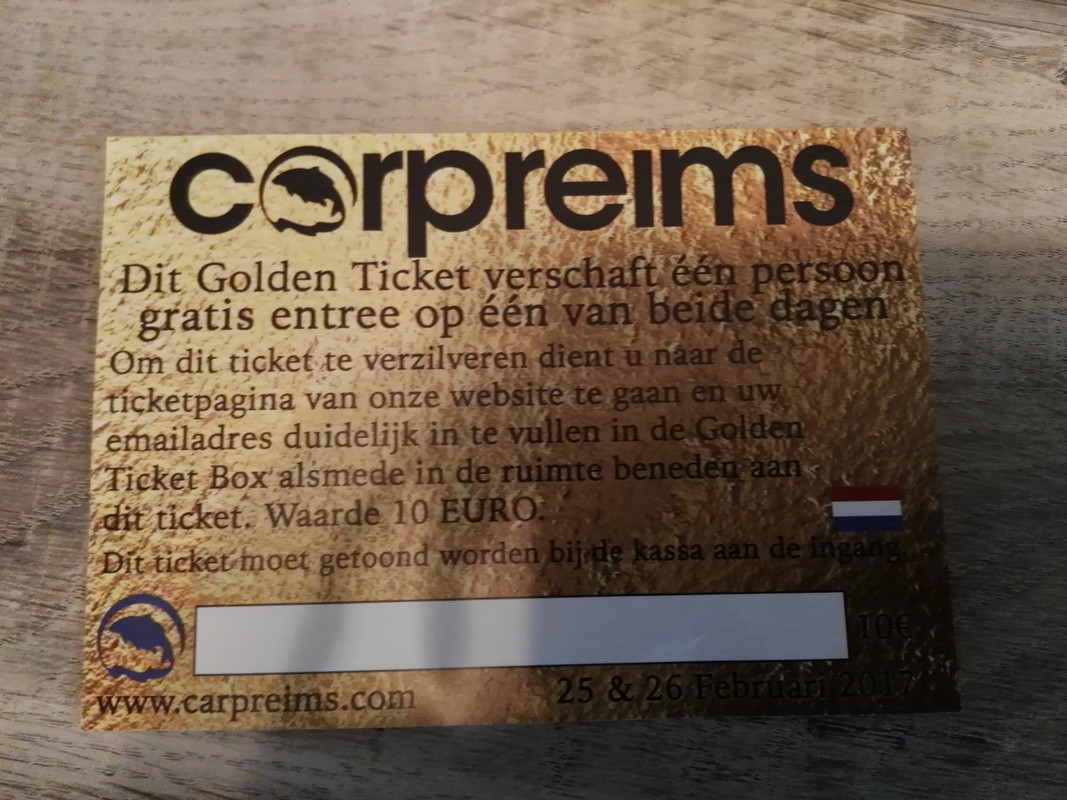 carpreims
Dit Golden Ticket verschaft één persoon
gratis entree op één van beide dagen
Om dit ticket te verzilveren dient u naar de
ticketpagina van onze website te gaan en uw
emailadres duidelijk in te vullen in de Golden
Ticket Box alsmede in de ruimte beneden aan
dit ticket. Waarde 10 EURO.
Dit ticket moet getoond worden bij de kassa aan de ingang.
10€
www.carpreims.com 25 & 26 Februari 2017